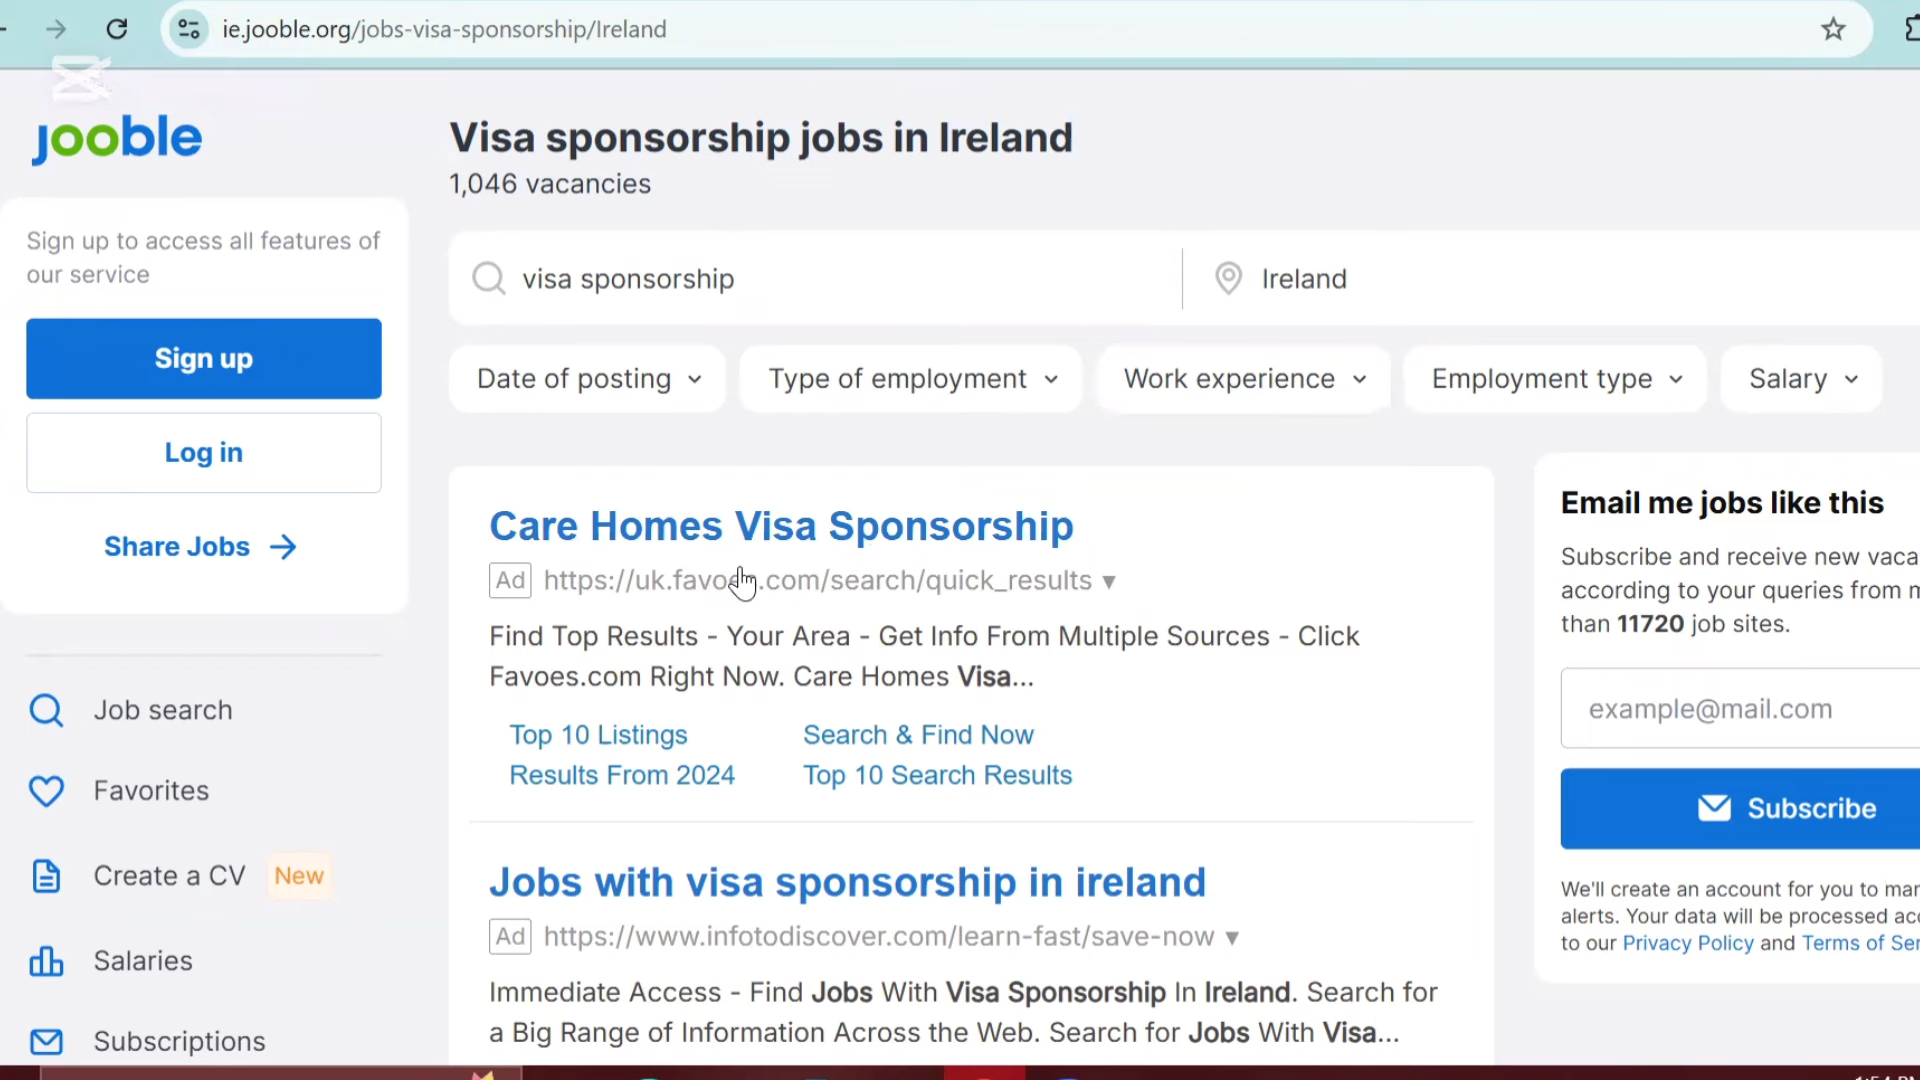 ie.jooble.org/jobs-visa-sponsorship/Ireland
jooble
Sign up to access all features of
our service
Sign up
Log in
Share Jobs
Job search
Favorites
Create a CV New
Salaries
Subscriptions
Visa sponsorship jobs in Ireland
1,046 vacancies
visa sponsorship
Ireland
Date of posting
Type of employment
Work experience
Employment type
Salary
Care Homes Visa Sponsorship
Ad https://uk.favoes.com/search/quick_results
Find Top Results - Your Area - Get Info From Multiple Sources - Click
Favoes.com Right Now. Care Homes Visa...
Top 10 Listings
Search & Find Now
Results From 2024
Top 10 Search Results
Jobs with visa sponsorship in ireland
Ad https://www.infotodiscover.com/learn-fast/save-now
Immediate Access - Find Jobs With Visa Sponsorship In Ireland. Search for
a Big Range of Information Across the Web. Search for Jobs With Visa...
Email me jobs like this
Subscribe and receive new vaca
according to your queries from m
than 11720 job sites.
example@mail.com
Subscribe
We'll create an account for you to mar
alerts. Your data will be processed acc
to our Privacy Policy and Terms of Ser